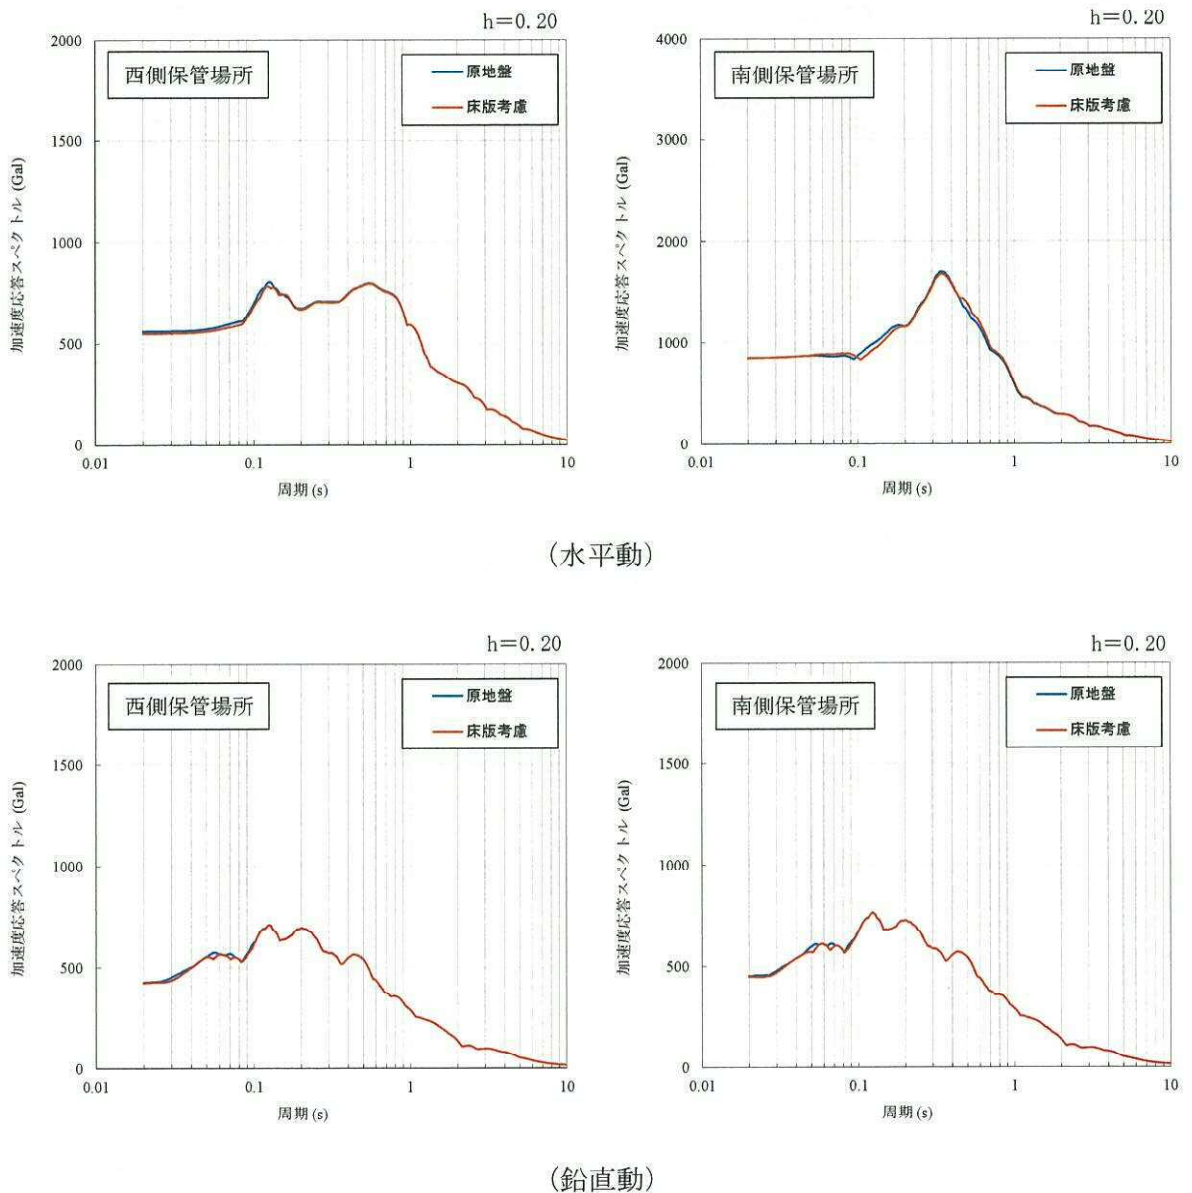 h=0.20
西側保管場所
原地盤
床版考慮
加速度応答スペクトル (Gal)
2000
1500
1000
500
0
0.01
0.1
1
10
周期(s)
h=0.20
南側保管場所
原地盤
床版考慮
加速度応答スペクトル (Gal)
4000
3000
2000
1000
0
0.01
0.1
1
10
周期(s)
(水平動)
h=0.20
西側保管場所
原地盤
床版考慮
加速度応答スペクトル (Gal)
2000
1500
1000
500
0
0.01
0.1
1
10
周期(s)
h=0.20
南側保管場所
原地盤
床版考慮
加速度応答スペクトル (Gal)
2000
1500
1000
500
0
0.01
0.1
1
10
周期(s)
(鉛直動)